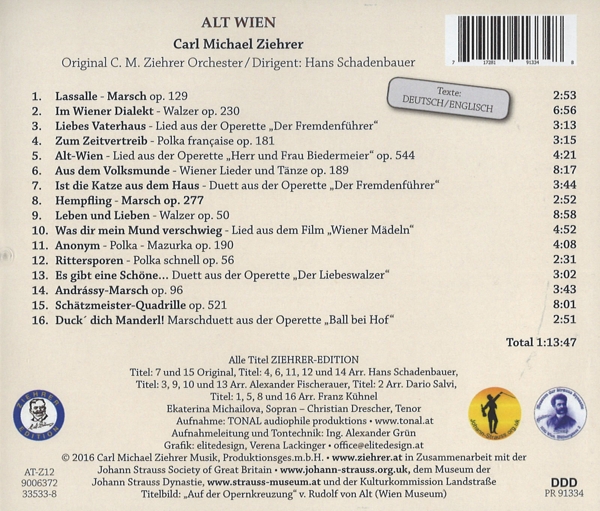 ALT WIEN
Carl Michael Ziehrer
Original C. M. Ziehrer Orchester/Dirigent: Hans Schadenbauer
7 17281 91334 8
Texte:
DEUTSCH/ENGLISCH
1. Lassalle - Marsch op. 129 2:53
2. Im Wiener Dialekt - Walzer op. 230 6:56
3. Liebes Vaterhaus - Lied aus der Operette „Der Fremdenführer“ 3:13
4. Zum Zeitvertreib - Polka française op. 181 3:15
5. Alt-Wien - Lied aus der Operette „Herr und Frau Biedermeier“ op. 544 4:21
6. Aus dem Volksmunde - Wiener Lieder und Tänze op. 189 8:17
7. Ist die Katze aus dem Haus - Duett aus der Operette „Der Fremdenführer“ 3:44
8. Hempfling - Marsch op. 277 2:52
9. Leben und Lieben - Walzer op. 50 8:58
10. Was dir mein Mund verschwieg - Lied aus dem Film „Wiener Mädeln“ 4:52
11. Anonym - Polka - Mazurka op. 190 4:08
12. Rittersporen - Polka schnell op. 56 2:31
13. Es gibt eine Schöne... Duett aus der Operette „Der Liebeswalzer“ 3:02
14. Andrássy-Marsch op. 96 3:43
15. Schätzmeister-Quadrille op. 521 8:01
16. Duck´ dich Manderl! Marschduett aus der Operette „Ball bei Hof“ 2:51
Total 1:13:47
Alle Titel ZIEHRER-EDITION
Titel: 7 und 15 Original, Titel: 4, 6, 11, 12 und 14 Arr. Hans Schadenbauer,
Titel: 3, 9, 10 und 13 Arr. Alexander Fischerauer, Titel: 2 Arr. Dario Salvi,
Titel: 1, 5, 8 und 16 Arr. Franz Kühnel
Ekaterina Michailova, Sopran – Christian Drescher, Tenor
Aufnahme: TONAL audiophile produktions • www.tonal.at
Aufnahmeleitung und Tontechnik: Ing. Alexander Grün
Grafik: elitedesign, Verena Lackinger • office@elitedesign.at
ZIEHRER
EDITION
Johann.Strauss.org.uk
© 2016 Carl Michael Ziehrer Musik, Produktionsges.m.b.H. • www.ziehrer.at in Zusammenarbeit mit der
Johann Strauss Society of Great Britain • www.johann-strauss.org.uk, dem Museum der
Johann Strauss Dynastie, www.strauss-museum.at und der Kulturkommission Landstraße
Titelbild: „Auf der Opernkreuzung“ v. Rudolf von Alt (Wien Museum)
AT-Z12
9006372
33533-8
DDD
PR 91334